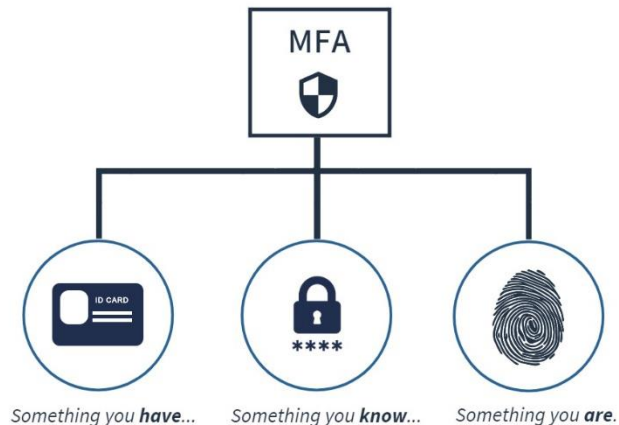 MFA
ID CARD
****
Something you have...
Something you know...
Something you are.